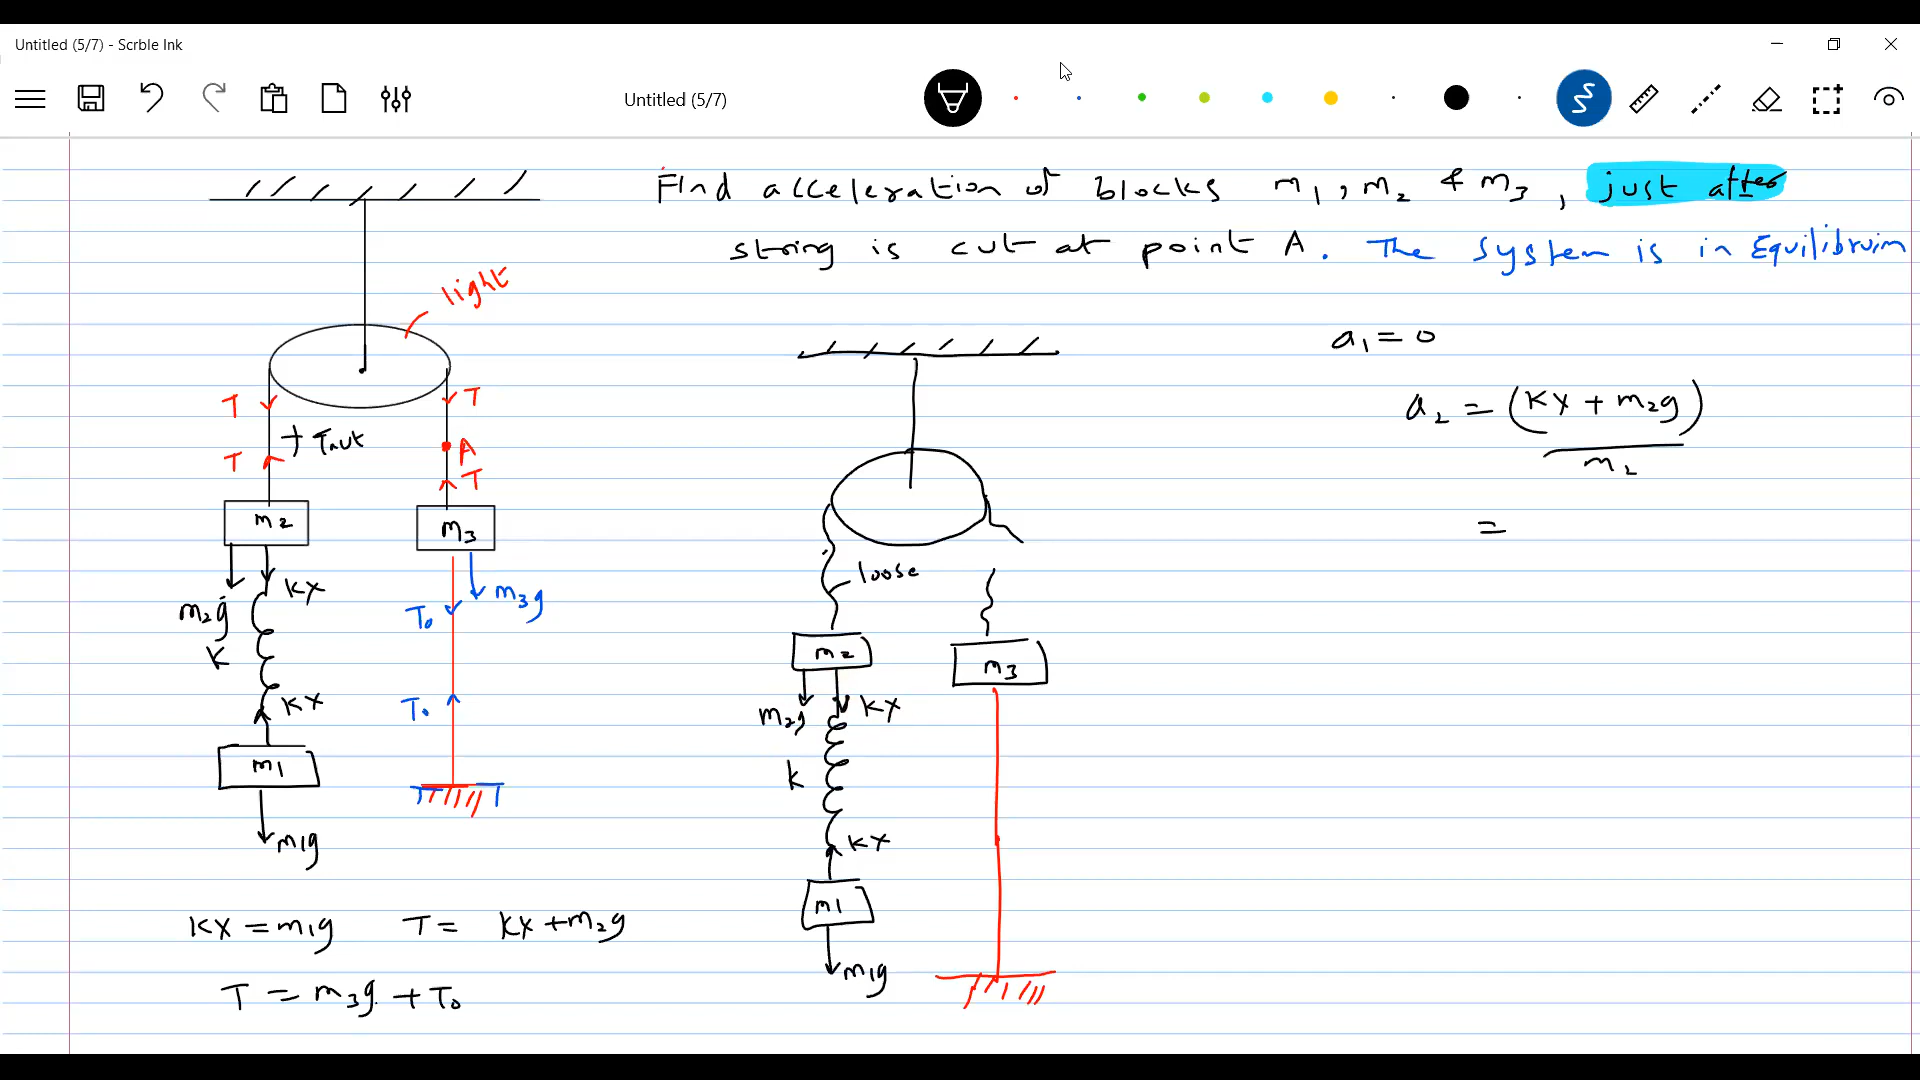 Untitled (5/7) - Scrble Ink
Untitled (5/7)
FInd acceleration of blocks m1, m2 & m3, just after
string is cut at point A. The system is in Equilibruim
light
a1 = 0
T
T
a2 = (KX + m2g)
m2
A
T
T
loose
=
m2
m3
KX
m2g
K
T0
m3g
m2
m3
KX
T0
m2g
KX
k
m1
KX
m1g
m1
KX = m1g T = KX + m2g
m1g
T = m3g + T0